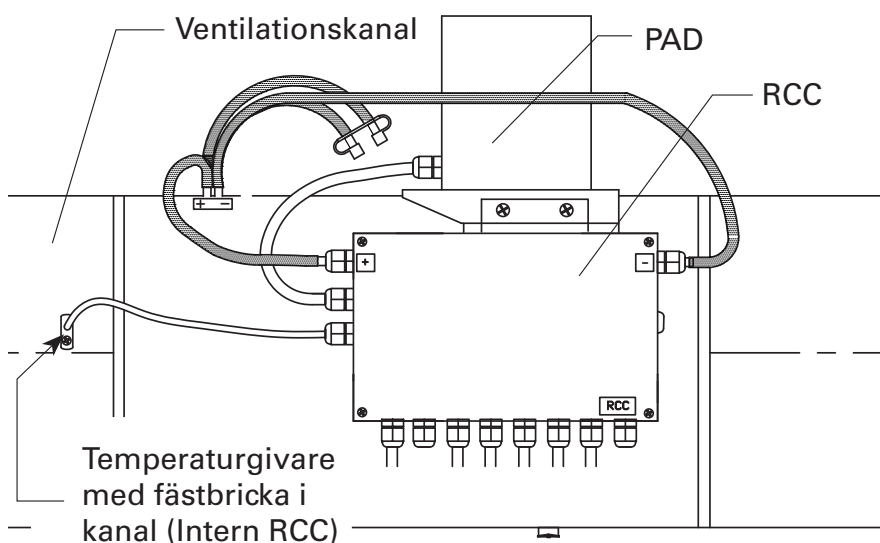 Ventilationskanal
PAD
RCC
+ −
+
−
RCC
Temperaturgivare
med fästbricka i
kanal (Intern RCC)